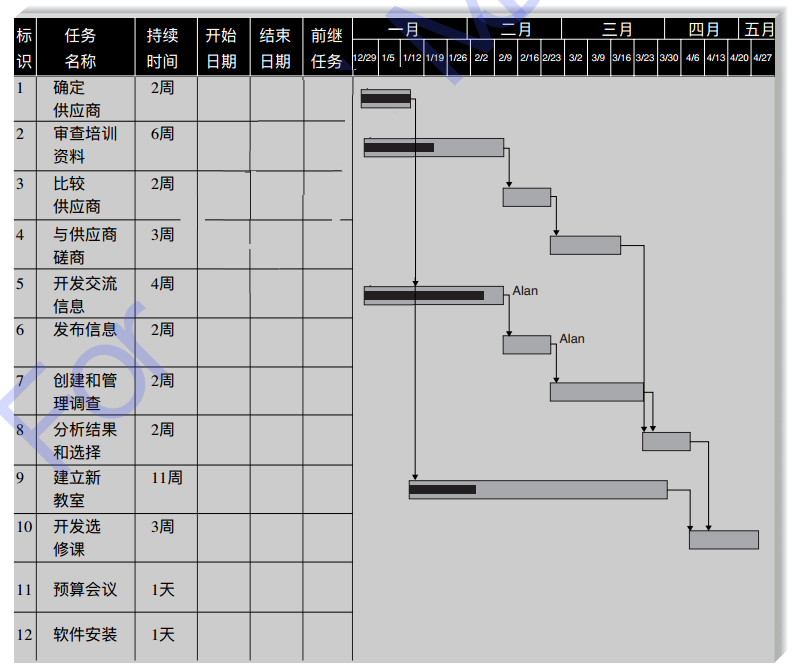 标 任务 持续 开始 结束 前继 一月 二月 三月 四月 五月
识 名称 时间 日期 日期 任务 12/29 1/5 1/12 1/19 1/26 2/2 2/9 2/16 2/23 3/2 3/9 3/16 3/23 3/30 4/6 4/13 4/20 4/27
1 确定 2周
供应商
2 审查培训 6周
资料
3 比较 2周
供应商
4 与供应商 3周
磋商
5 开发交流 4周 Alan
信息
6 发布信息 2周 Alan
7 创建和管 2周
理调查
8 分析结果 2周
和选择
9 建立新 11周
教室
10 开发选 3周
修课
11 预算会议 1天
12 软件安装 1天
For